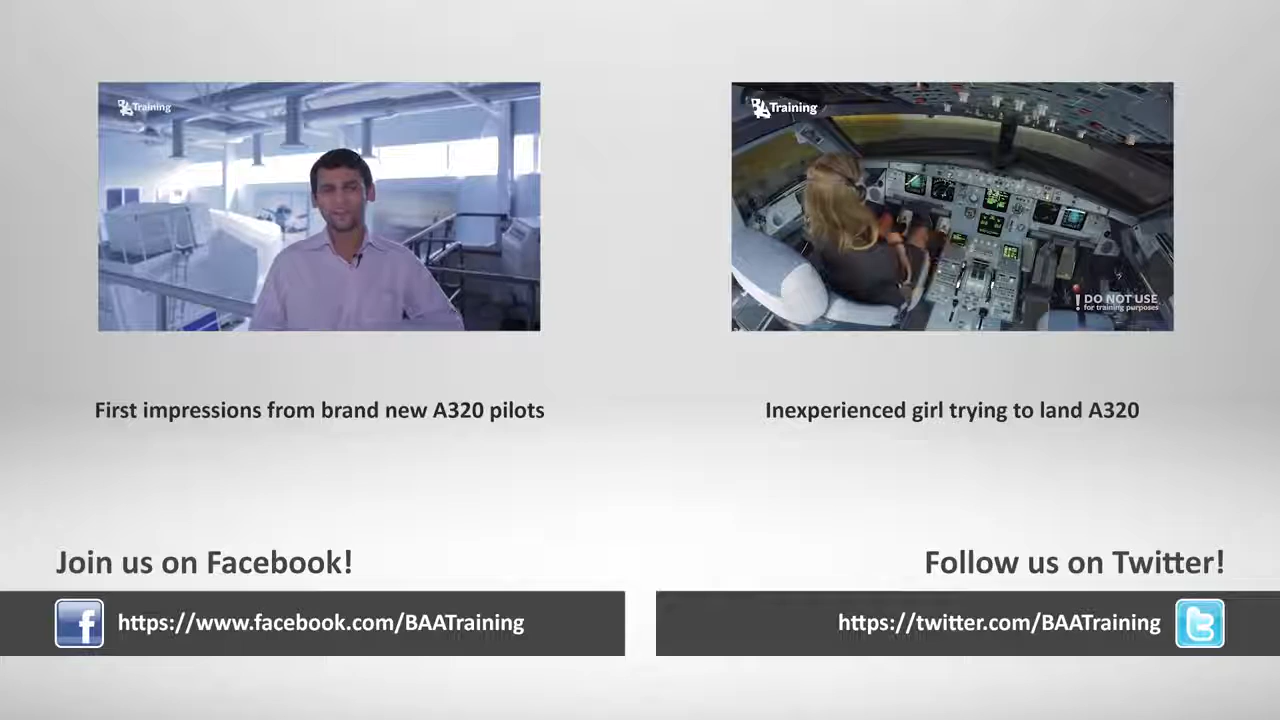 BAA Training
BAA Training
! DO NOT USE
for training purposes
First impressions from brand new A320 pilots
Inexperienced girl trying to land A320
Join us on Facebook!
Follow us on Twitter!
https://www.facebook.com/BAATraining
https://twitter.com/BAATraining